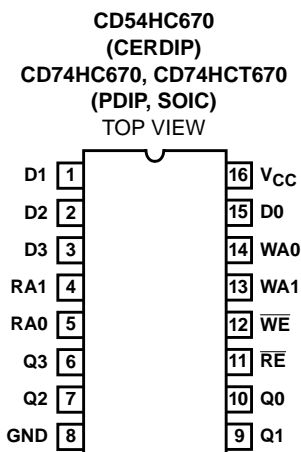 CD54HC670
(CERDIP)
CD74HC670, CD74HCT670
(PDIP, SOIC)
TOP VIEW
D1 1 16 VCC
D2 2 15 D0
D3 3 14 WA0
RA1 4 13 WA1
RA0 5 12 W̅E̅
Q3 6 11 R̅E̅
Q2 7 10 Q0
GND 8 9 Q1